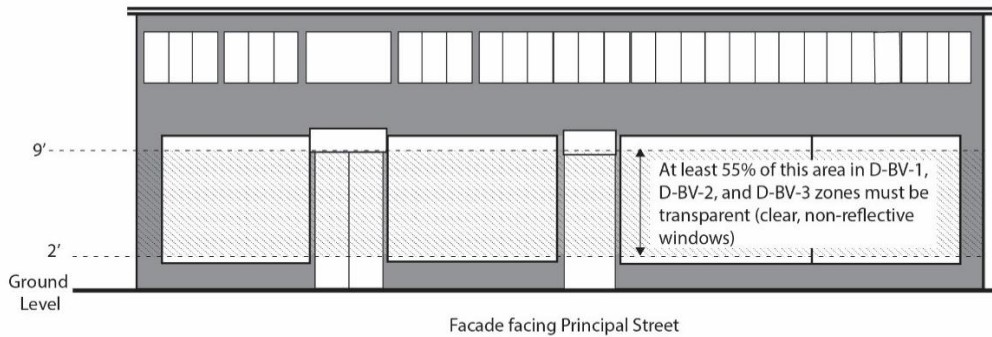 9'
At least 55% of this area in D-BV-1,
D-BV-2, and D-BV-3 zones must be
transparent (clear, non-reflective
windows)
2'
Ground
Level
Facade facing Principal Street